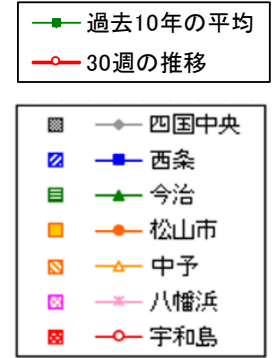 過去10年の平均
30週の推移
四国中央
西条
今治
松山市
中予
八幡浜
宇和島